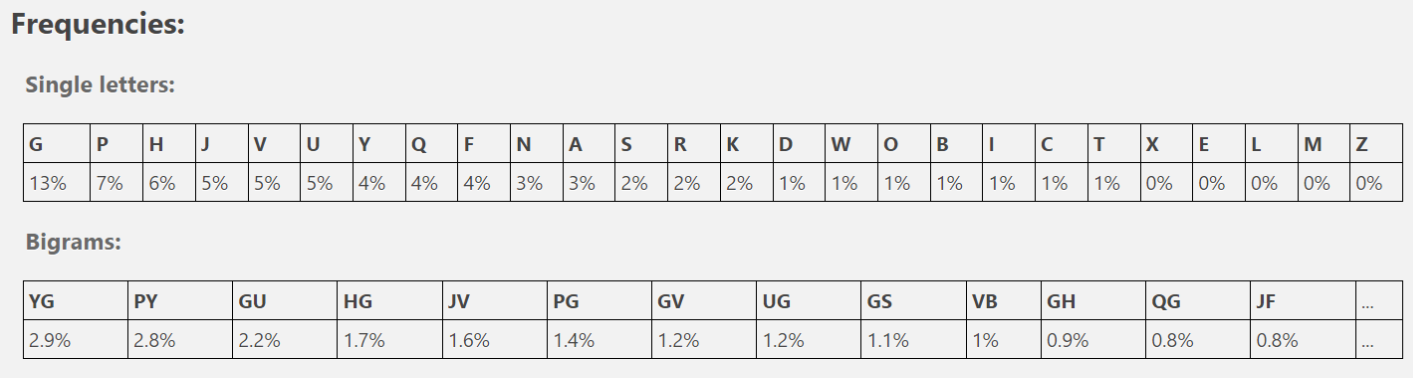 Frequencies:
Single letters:
G P H J V U Y Q F N A S R K D W O B I C T X E L M Z
13% 7% 6% 5% 5% 5% 4% 4% 4% 3% 3% 2% 2% 2% 1% 1% 1% 1% 1% 1% 1% 0% 0% 0% 0% 0%
Bigrams:
YG PY GU HG JV PG GV UG GS VB GH QG JF ...
2.9% 2.8% 2.2% 1.7% 1.6% 1.4% 1.2% 1.2% 1.1% 1% 0.9% 0.8% 0.8% ...